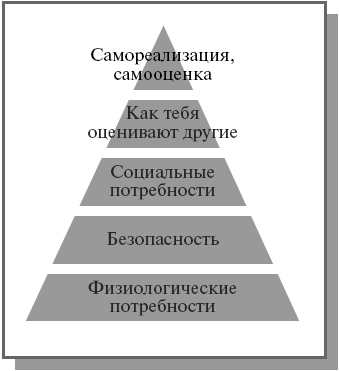 Самореализация,
самооценка
Как тебя
оценивают другие
Социальные
потребности
Безопасность
Физиологические
потребности